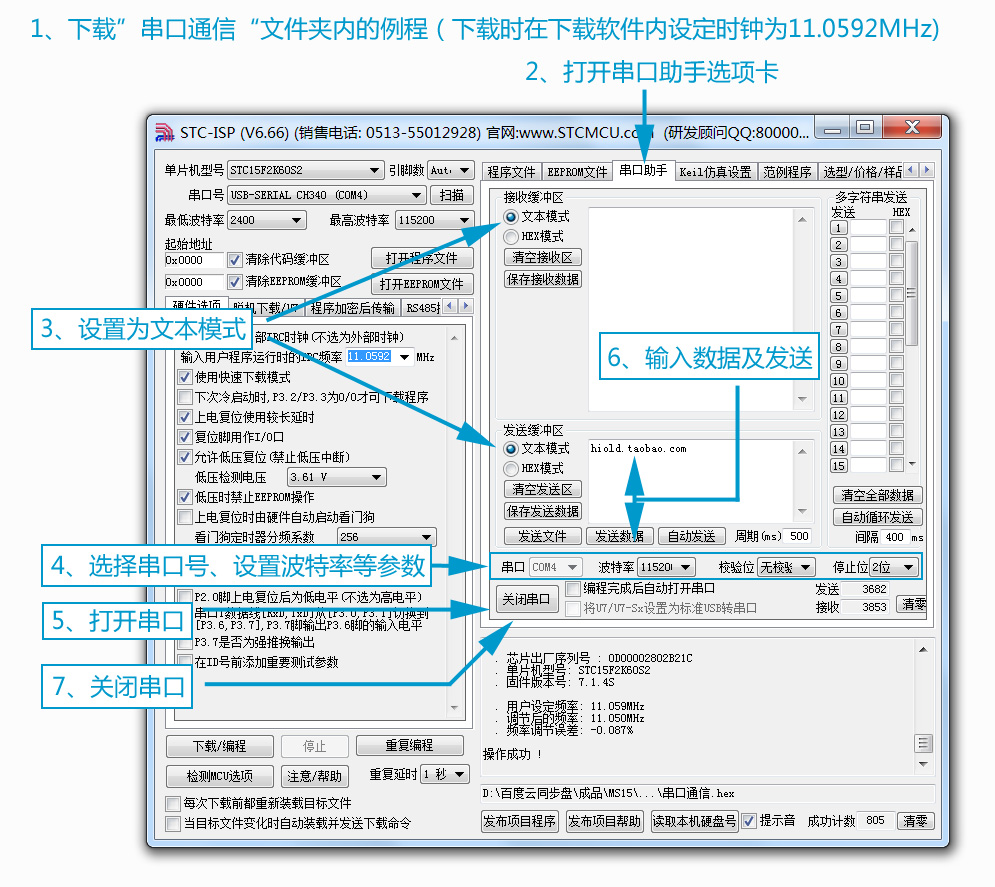 1、下载”串口通信“文件夹内的例程（下载时在下载软件内设定时钟为11.0592MHz)
2、打开串口助手选项卡
STC-ISP (V6.66) (销售电话: 0513-55012928) 官网:www.STCMCU.co (研发顾问QQ:80000...
单片机型号 STC15F2K60S2 引脚数 Aut
串口号 USB-SERIAL CH340 (COM4) 扫描
最低波特率 2400 最高波特率 115200
起始地址
0x0000 清除代码缓冲区 打开程序文件
0x0000 清除EEPROM缓冲区 打开EEPROM文件
硬件选项 脱机下载/U7 程序加密后传输 RS485
3、设置为文本模式
部IRC时钟(不选为外部时钟)
输入用户程序运行时的IRC频率 11.0592 MHz
使用快速下载模式
下次冷启动时,P3.2/P3.3为0/0才可下载程序
上电复位使用较长延时
复位脚用作I/O口
允许低压复位(禁止低压中断)
低压检测电压 3.61 V
低压时禁止EEPROM操作
上电复位时由硬件自动启动看门狗
看门狗定时器分频系数 256
4、选择串口号、设置波特率等参数
P2.0脚上电复位后为低电平(不选为高电平)
5、打开串口
串口1数据线[RxD,TxD]从[P3.0,P3.1]切换到
[P3.6,P3.7],P3.7脚输出P3.6脚的输入电平
P3.7是否为强推挽输出
在ID号前添加重要测试参数
7、关闭串口
下载/编程 停止 重复编程
检测MCU选项 注意/帮助 重复延时 1 秒
每次下载前都重新装载目标文件
当目标文件变化时自动装载并发送下载命令
程序文件 EEPROM文件 串口助手 Keil仿真设置 范例程序 选型/价格/样品
接收缓冲区
文本模式
HEX模式
清空接收区
保存接收数据
6、输入数据及发送
发送缓冲区
文本模式
HEX模式
清空发送区
保存发送数据
hiold.taobao.com
发送文件 发送数据 自动发送 周期(ms) 500
多字符串发送
发送 HEX
1
2
3
4
5
6
7
8
9
10
11
12
13
14
15
清空全部数据
自动循环发送
间隔 400 ms
串口 COM4 波特率 11520 校验位 无校验 停止位 2位
关闭串口
编程完成后自动打开串口
将U7/U7-Sx设置为标准USB转串口
发送 3682
接收 3853 清零
. 芯片出厂序列号 : 0D00002802B21C
. 单片机型号: STC15F2K60S2
. 固件版本号: 7.1.4S
. 用户设定频率: 11.059MHz
. 调节后的频率: 11.050MHz
. 频率调节误差: -0.087%
操作成功 !
D:\百度云同步盘\成品\MS15\...\串口通信.hex
发布项目程序 发布项目帮助 读取本机硬盘号 提示音 成功计数 805 清零